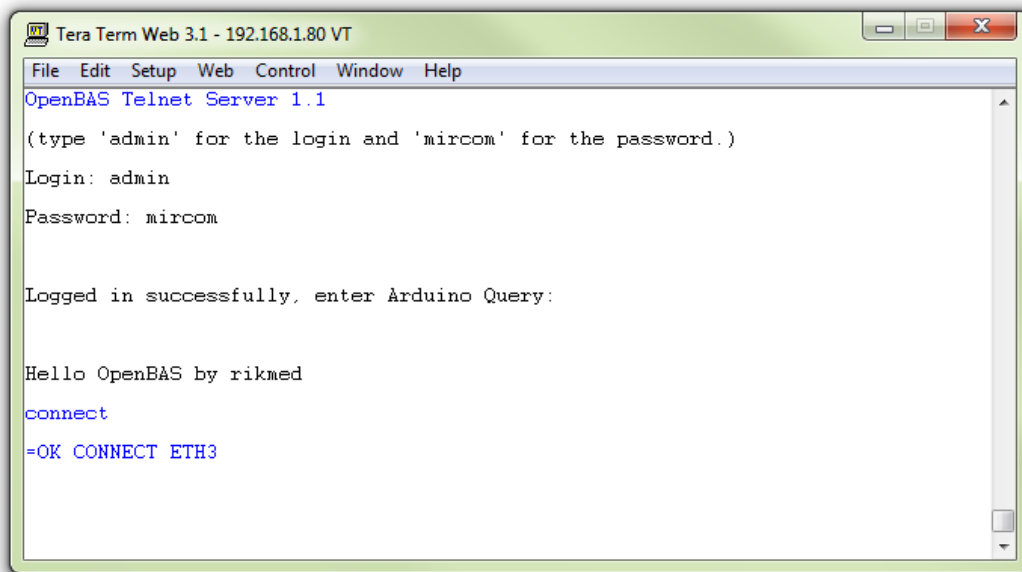 Tera Term Web 3.1 - 192.168.1.80 VT
File Edit Setup Web Control Window Help
OpenBAS Telnet Server 1.1
(type 'admin' for the login and 'mircom' for the password.)
Login: admin
Password: mircom
Logged in successfully, enter Arduino Query:
Hello OpenBAS by rikmed
connect
=OK CONNECT ETH3